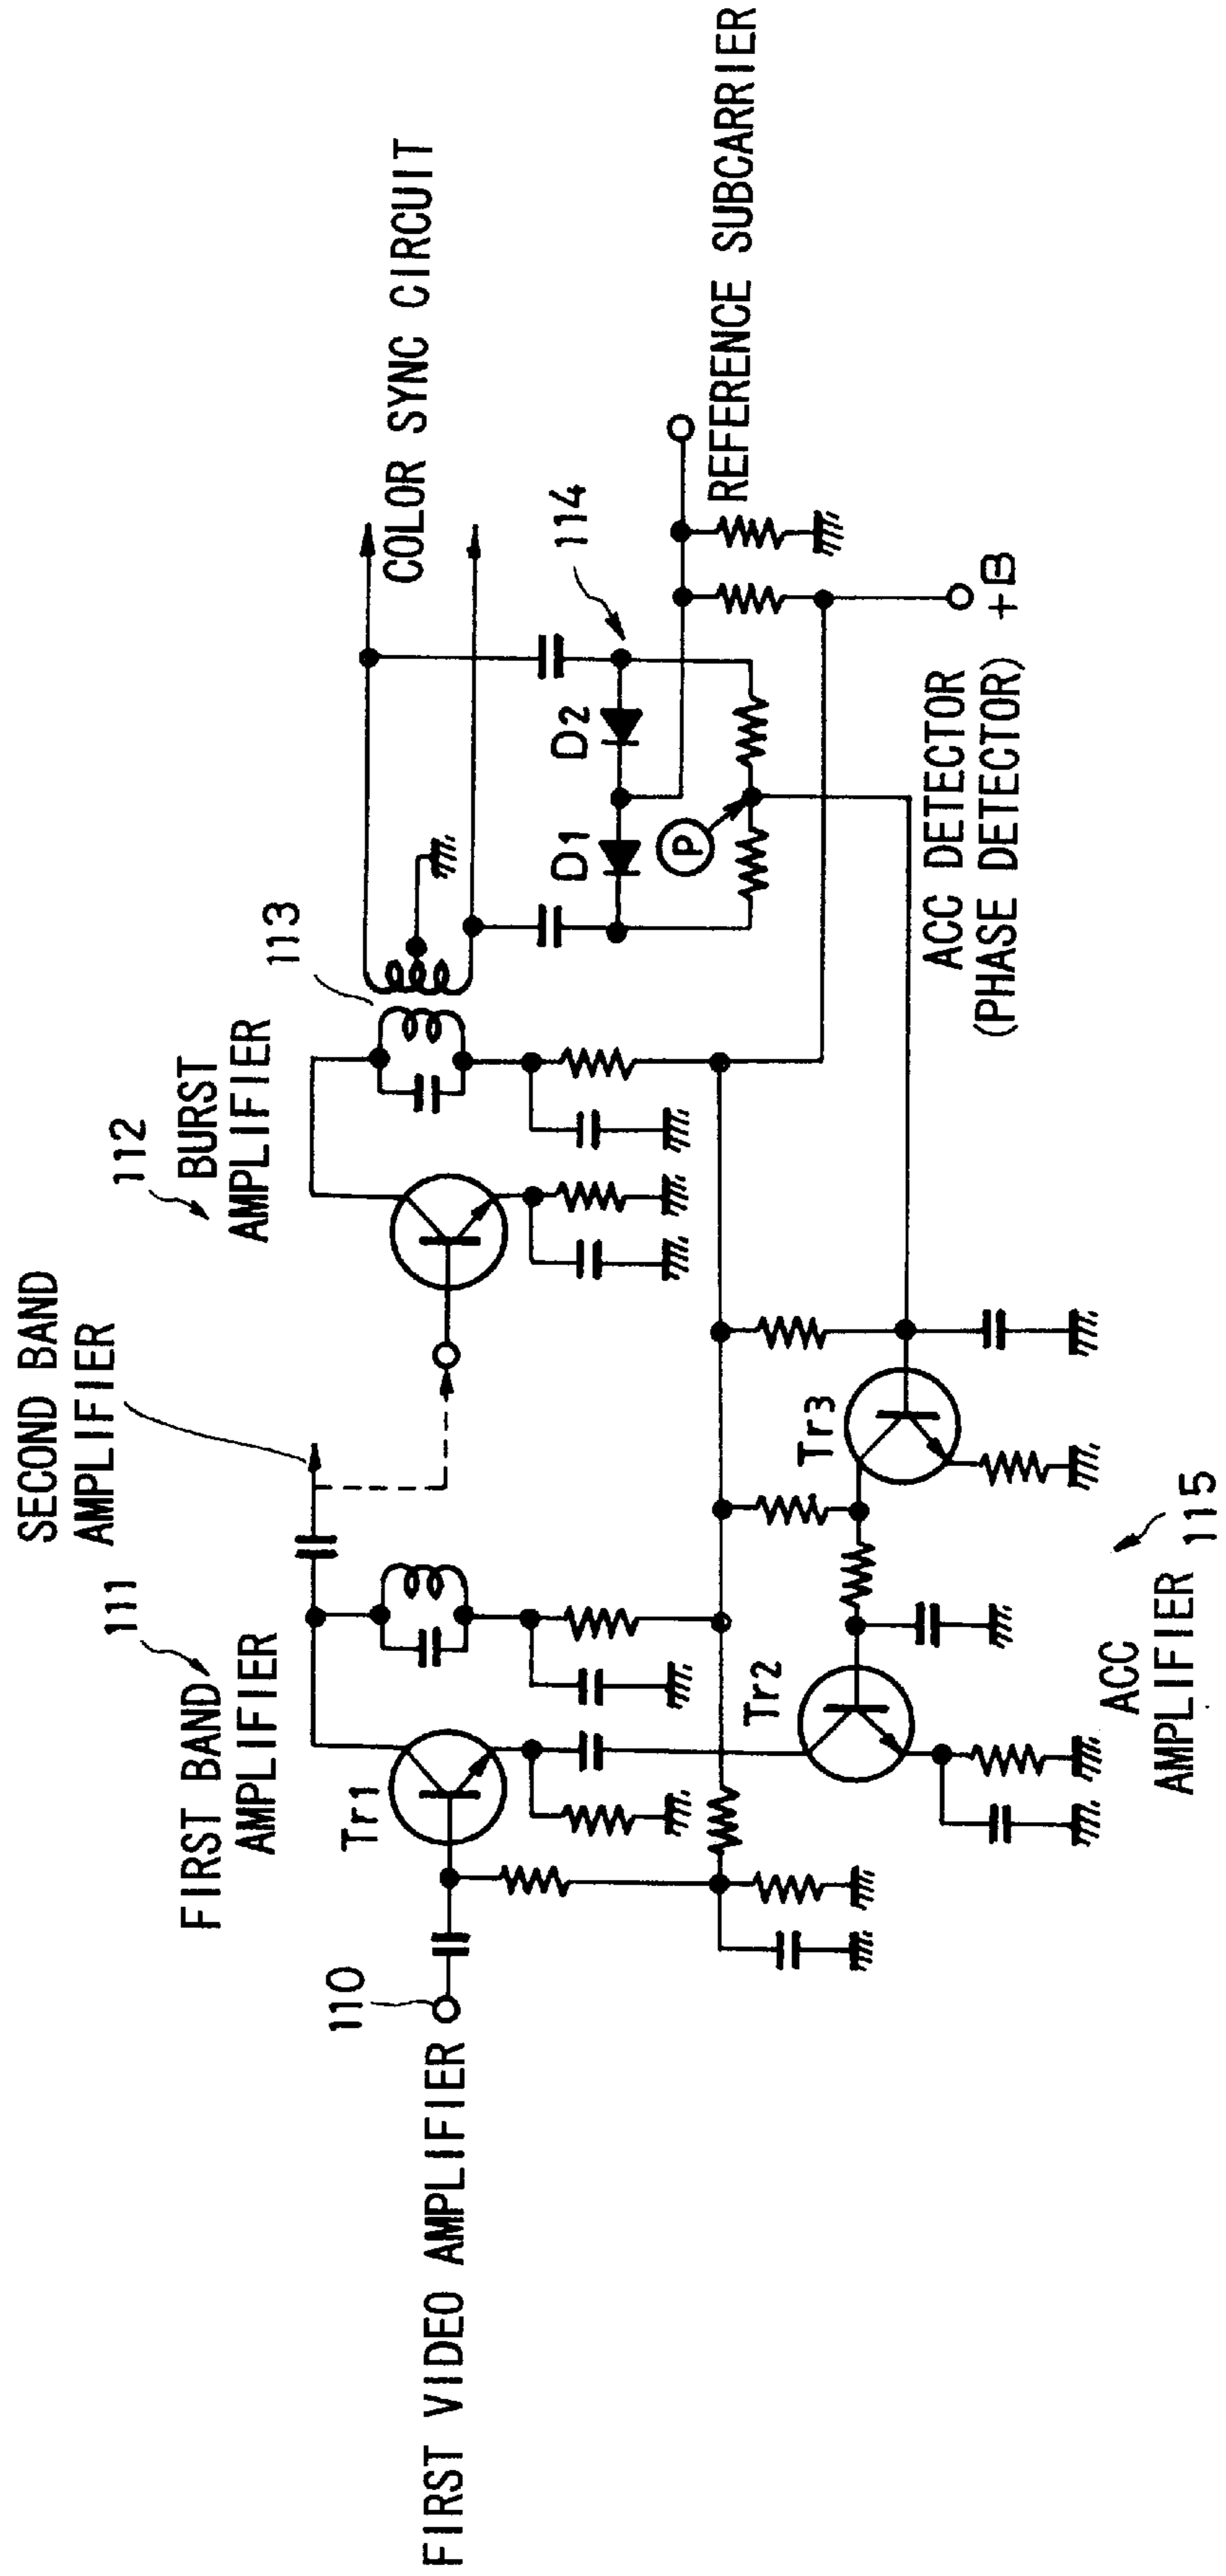 SECOND BAND
AMPLIFIER
111
FIRST BAND
AMPLIFIER
112
BURST
AMPLIFIER
113
COLOR SYNC CIRCUIT
114
110
FIRST VIDEO AMPLIFIER
Tr1
D1
D2
P
REFERENCE SUBCARRIER
Tr2
Tr3
ACC DETECTOR
(PHASE DETECTOR)
+B
ACC
AMPLIFIER
115